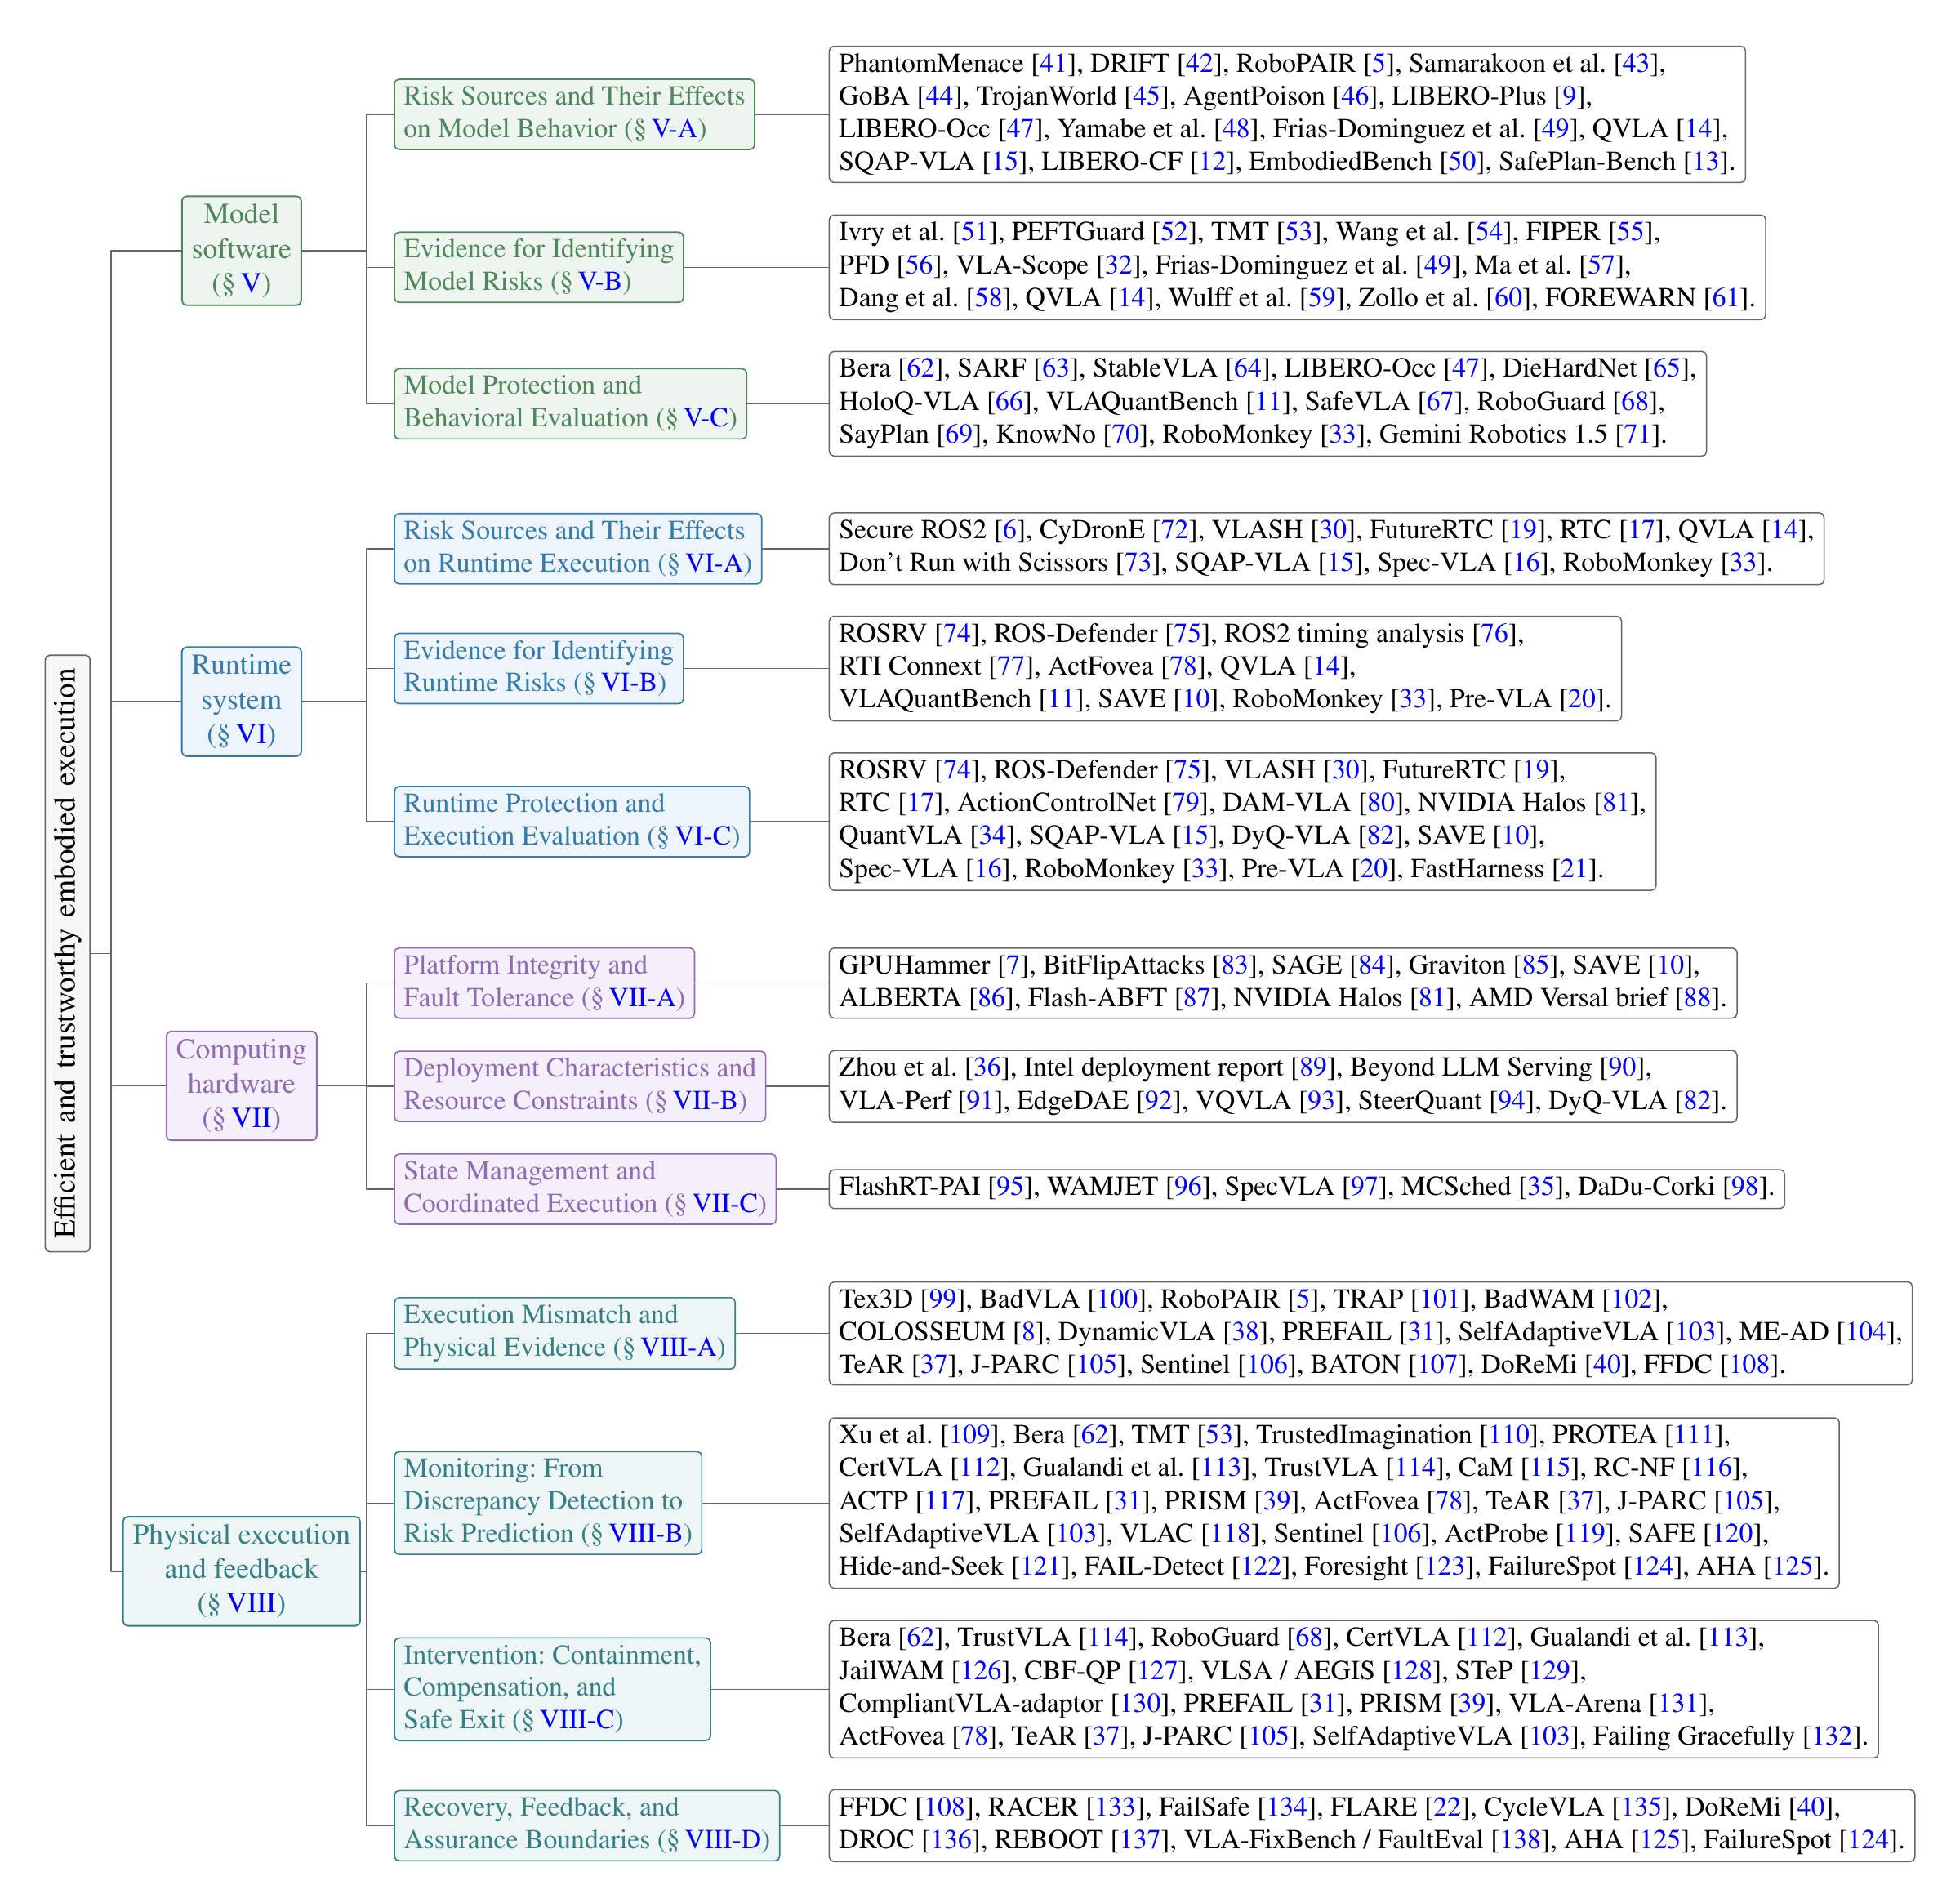 Efficient and trustworthy embodied execution
Model
software
(§ V)
Risk Sources and Their Effects
on Model Behavior (§ V-A)
PhantomMenace [41], DRIFT [42], RoboPAIR [5], Samarakoon et al. [43],
GoBA [44], TrojanWorld [45], AgentPoison [46], LIBERO-Plus [9],
LIBERO-Occ [47], Yamabe et al. [48], Frias-Dominguez et al. [49], QVLA [14],
SQAP-VLA [15], LIBERO-CF [12], EmbodiedBench [50], SafePlan-Bench [13].
Evidence for Identifying
Model Risks (§ V-B)
Ivry et al. [51], PEFTGuard [52], TMT [53], Wang et al. [54], FIPER [55],
PFD [56], VLA-Scope [32], Frias-Dominguez et al. [49], Ma et al. [57],
Dang et al. [58], QVLA [14], Wulff et al. [59], Zollo et al. [60], FOREWARN [61].
Model Protection and
Behavioral Evaluation (§ V-C)
Bera [62], SARF [63], StableVLA [64], LIBERO-Occ [47], DieHardNet [65],
HoloQ-VLA [66], VLAQuantBench [11], SafeVLA [67], RoboGuard [68],
SayPlan [69], KnowNo [70], RoboMonkey [33], Gemini Robotics 1.5 [71].
Runtime
system
(§ VI)
Risk Sources and Their Effects
on Runtime Execution (§ VI-A)
Secure ROS2 [6], CyDronE [72], VLASH [30], FutureRTC [19], RTC [17], QVLA [14],
Don't Run with Scissors [73], SQAP-VLA [15], Spec-VLA [16], RoboMonkey [33].
Evidence for Identifying
Runtime Risks (§ VI-B)
ROSRV [74], ROS-Defender [75], ROS2 timing analysis [76],
RTI Connext [77], ActFovea [78], QVLA [14],
VLAQuantBench [11], SAVE [10], RoboMonkey [33], Pre-VLA [20].
Runtime Protection and
Execution Evaluation (§ VI-C)
ROSRV [74], ROS-Defender [75], VLASH [30], FutureRTC [19],
RTC [17], ActionControlNet [79], DAM-VLA [80], NVIDIA Halos [81],
QuantVLA [34], SQAP-VLA [15], DyQ-VLA [82], SAVE [10],
Spec-VLA [16], RoboMonkey [33], Pre-VLA [20], FastHarness [21].
Computing
hardware
(§ VII)
Platform Integrity and
Fault Tolerance (§ VII-A)
GPUHammer [7], BitFlipAttacks [83], SAGE [84], Graviton [85], SAVE [10],
ALBERTA [86], Flash-ABFT [87], NVIDIA Halos [81], AMD Versal brief [88].
Deployment Characteristics and
Resource Constraints (§ VII-B)
Zhou et al. [36], Intel deployment report [89], Beyond LLM Serving [90],
VLA-Perf [91], EdgeDAE [92], VQVLA [93], SteerQuant [94], DyQ-VLA [82].
State Management and
Coordinated Execution (§ VII-C)
FlashRT-PAI [95], WAMJET [96], SpecVLA [97], MCSched [35], DaDu-Corki [98].
Physical execution
and feedback
(§ VIII)
Execution Mismatch and
Physical Evidence (§ VIII-A)
Tex3D [99], BadVLA [100], RoboPAIR [5], TRAP [101], BadWAM [102],
COLOSSEUM [8], DynamicVLA [38], PREFAIL [31], SelfAdaptiveVLA [103], ME-AD [104],
TeAR [37], J-PARC [105], Sentinel [106], BATON [107], DoReMi [40], FFDC [108].
Monitoring: From
Discrepancy Detection to
Risk Prediction (§ VIII-B)
Xu et al. [109], Bera [62], TMT [53], TrustedImagination [110], PROTEA [111],
CertVLA [112], Gualandi et al. [113], TrustVLA [114], CaM [115], RC-NF [116],
ACTP [117], PREFAIL [31], PRISM [39], ActFovea [78], TeAR [37], J-PARC [105],
SelfAdaptiveVLA [103], VLAC [118], Sentinel [106], ActProbe [119], SAFE [120],
Hide-and-Seek [121], FAIL-Detect [122], Foresight [123], FailureSpot [124], AHA [125].
Intervention: Containment,
Compensation, and
Safe Exit (§ VIII-C)
Bera [62], TrustVLA [114], RoboGuard [68], CertVLA [112], Gualandi et al. [113],
JailWAM [126], CBF-QP [127], VLSA / AEGIS [128], STeP [129],
CompliantVLA-adaptor [130], PREFAIL [31], PRISM [39], VLA-Arena [131],
ActFovea [78], TeAR [37], J-PARC [105], SelfAdaptiveVLA [103], Failing Gracefully [132].
Recovery, Feedback, and
Assurance Boundaries (§ VIII-D)
FFDC [108], RACER [133], FailSafe [134], FLARE [22], CycleVLA [135], DoReMi [40],
DROC [136], REBOOT [137], VLA-FixBench / FaultEval [138], AHA [125], FailureSpot [124].